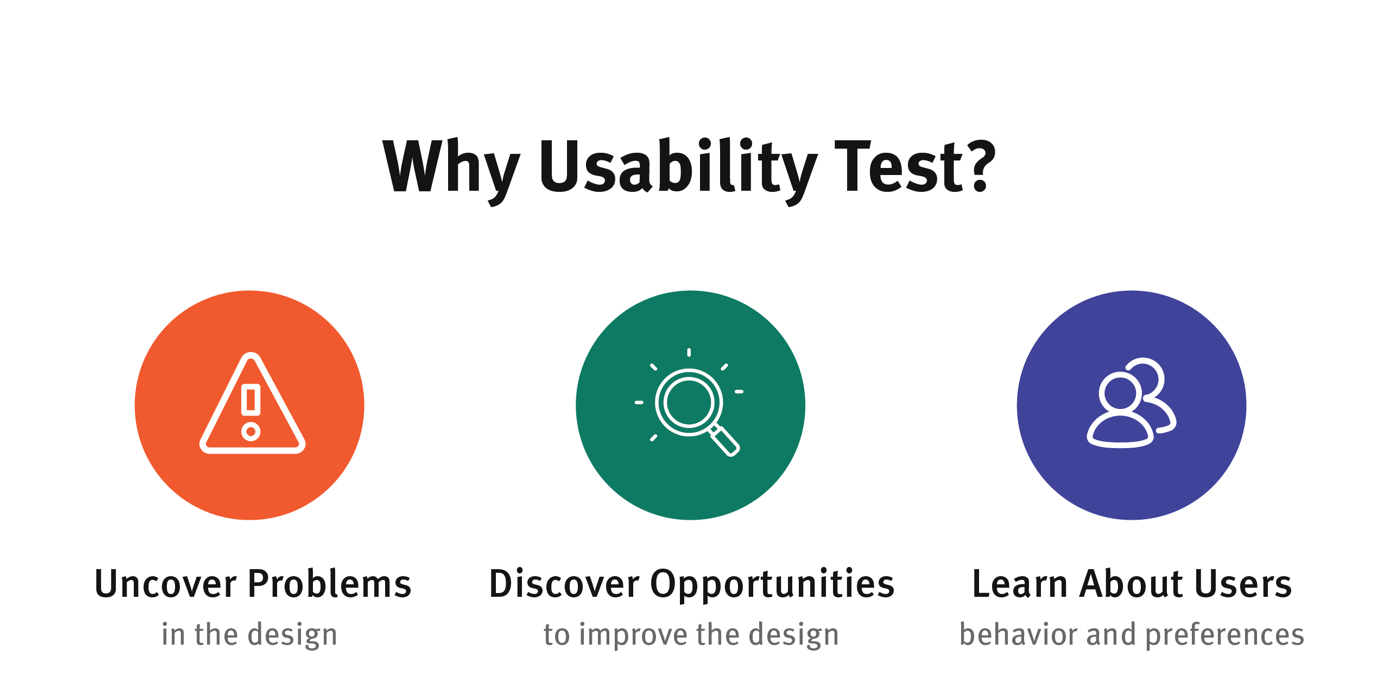 Why Usability Test?
Uncover Problems
in the design
Discover Opportunities
to improve the design
Learn About Users
behavior and preferences